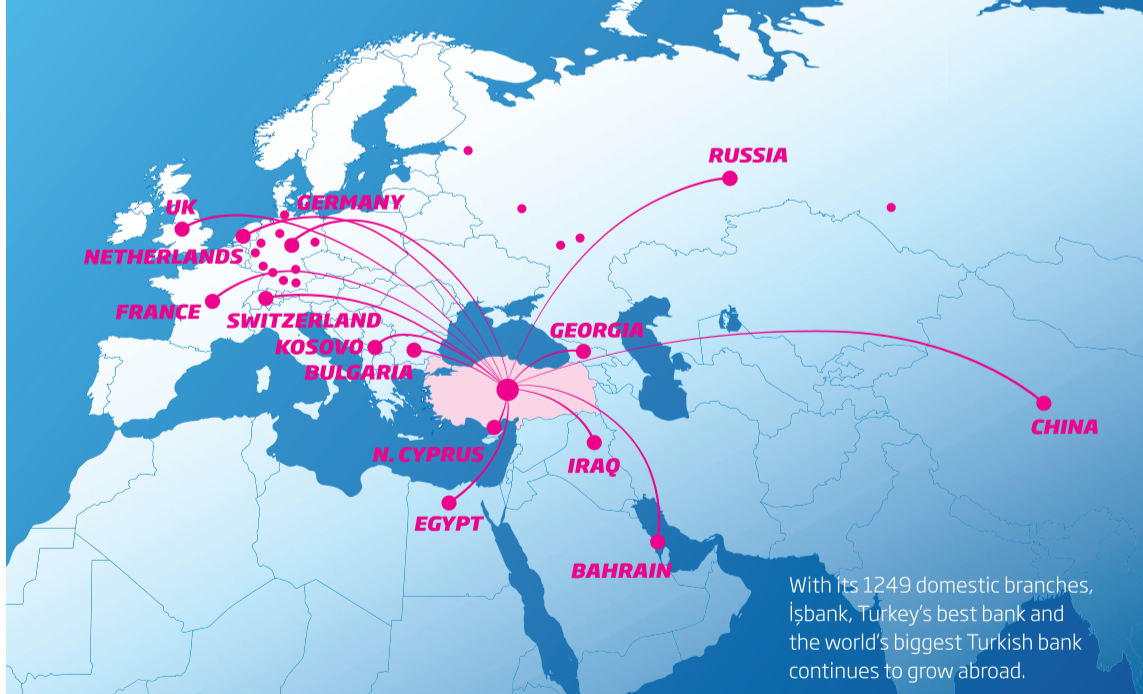 RUSSIA
UK
GERMANY
NETHERLANDS
FRANCE
SWITZERLAND
GEORGIA
KOSOVO
BULGARIA
CHINA
N. CYPRUS
IRAQ
EGYPT
BAHRAIN
With its 1249 domestic branches,
İşbank, Turkey's best bank and
the world's biggest Turkish bank
continues to grow abroad.